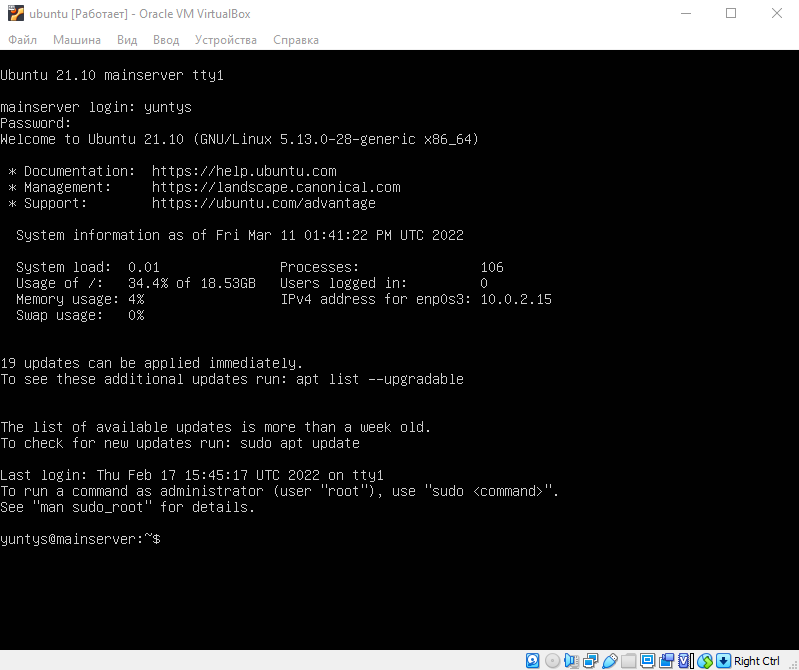 ubuntu [Работает] - Oracle VM VirtualBox
Файл Машина Вид Ввод Устройства Справка
Ubuntu 21.10 mainserver tty1
mainserver login: yuntys
Password:
Welcome to Ubuntu 21.10 (GNU/Linux 5.13.0-28-generic x86_64)
* Documentation: https://help.ubuntu.com
* Management: https://landscape.canonical.com
* Support: https://ubuntu.com/advantage
System information as of Fri Mar 11 01:41:22 PM UTC 2022
System load: 0.01 Processes: 106
Usage of /: 34.4% of 18.53GB Users logged in: 0
Memory usage: 4% IPv4 address for enp0s3: 10.0.2.15
Swap usage: 0%
19 updates can be applied immediately.
To see these additional updates run: apt list --upgradable
The list of available updates is more than a week old.
To check for new updates run: sudo apt update
Last login: Thu Feb 17 15:45:17 UTC 2022 on tty1
To run a command as administrator (user "root"), use "sudo <command>".
See "man sudo_root" for details.
yuntys@mainserver:~$
Right Ctrl